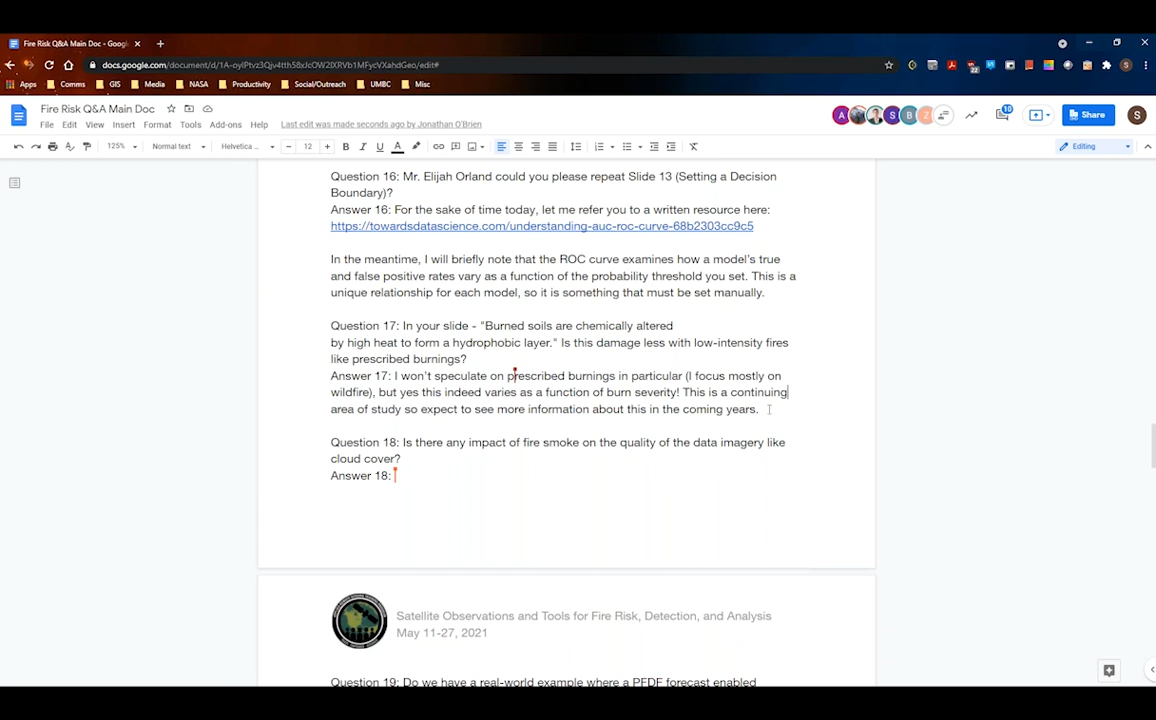 Fire Risk Q&A Main Doc - Googl
Apps Comms GIS Media NASA Productivity Social/Outreach UMBC Misc
22
Fire Risk Q&A Main Doc
File Edit View Insert Format Tools Add-ons Help Last edit was made seconds ago by Jonathan O'Brien
A S B Z 10 Share S
125% Normal text Helvetica ... 12 B I U A Editing
Question 16: Mr. Elijah Orland could you please repeat Slide 13 (Setting a Decision
Boundary)?
Answer 16: For the sake of time today, let me refer you to a written resource here:
https://towardsdatascience.com/understanding-auc-roc-curve-68b2303cc9c5
In the meantime, I will briefly note that the ROC curve examines how a model's true
and false positive rates vary as a function of the probability threshold you set. This is a
unique relationship for each model, so it is something that must be set manually.
Question 17: In your slide - "Burned soils are chemically altered
by high heat to form a hydrophobic layer." Is this damage less with low-intensity fires
like prescribed burnings?
Answer 17: I won't speculate on prescribed burnings in particular (I focus mostly on
wildfire), but yes this indeed varies as a function of burn severity! This is a continuing
area of study so expect to see more information about this in the coming years.
Question 18: Is there any impact of fire smoke on the quality of the data imagery like
cloud cover?
Answer 18:
Satellite Observations and Tools for Fire Risk, Detection, and Analysis
May 11-27, 2021
Question 19: Do we have a real-world example where a PFDF forecast enabled